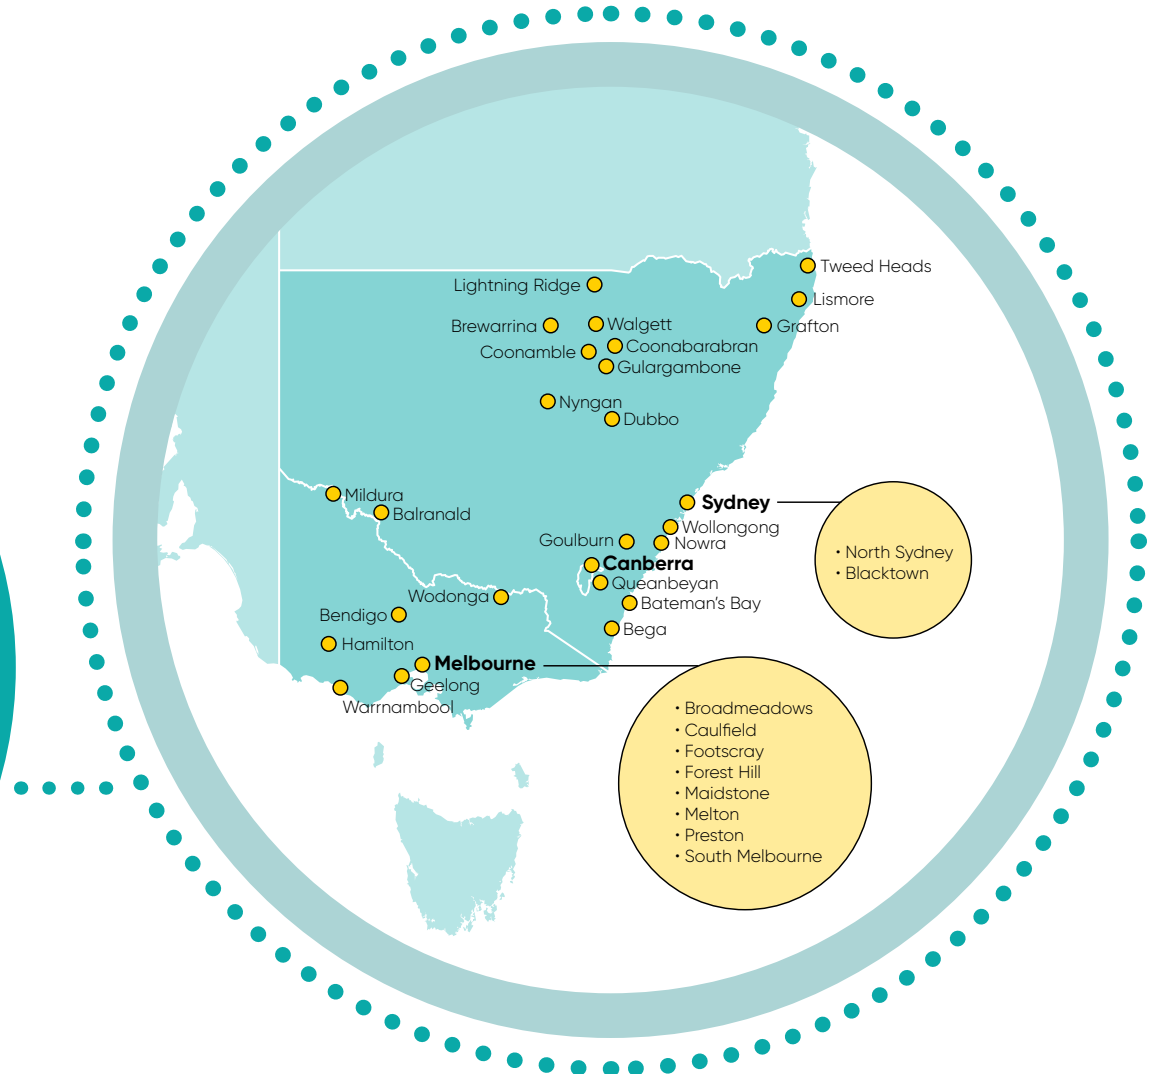 Tweed Heads
Lightning Ridge
Lismore
Brewarrina
Walgett
Grafton
Coonamble
Coonabarabran
Gulargambone
Nyngan
Dubbo
Mildura
Balranald
Sydney
Wollongong
Goulburn
Nowra
Canberra
Queanbeyan
Wodonga
Bateman's Bay
Bendigo
Bega
Hamilton
Melbourne
Geelong
Warrnambool
• North Sydney
• Blacktown
• Broadmeadows
• Caulfield
• Footscray
• Forest Hill
• Maidstone
• Melton
• Preston
• South Melbourne